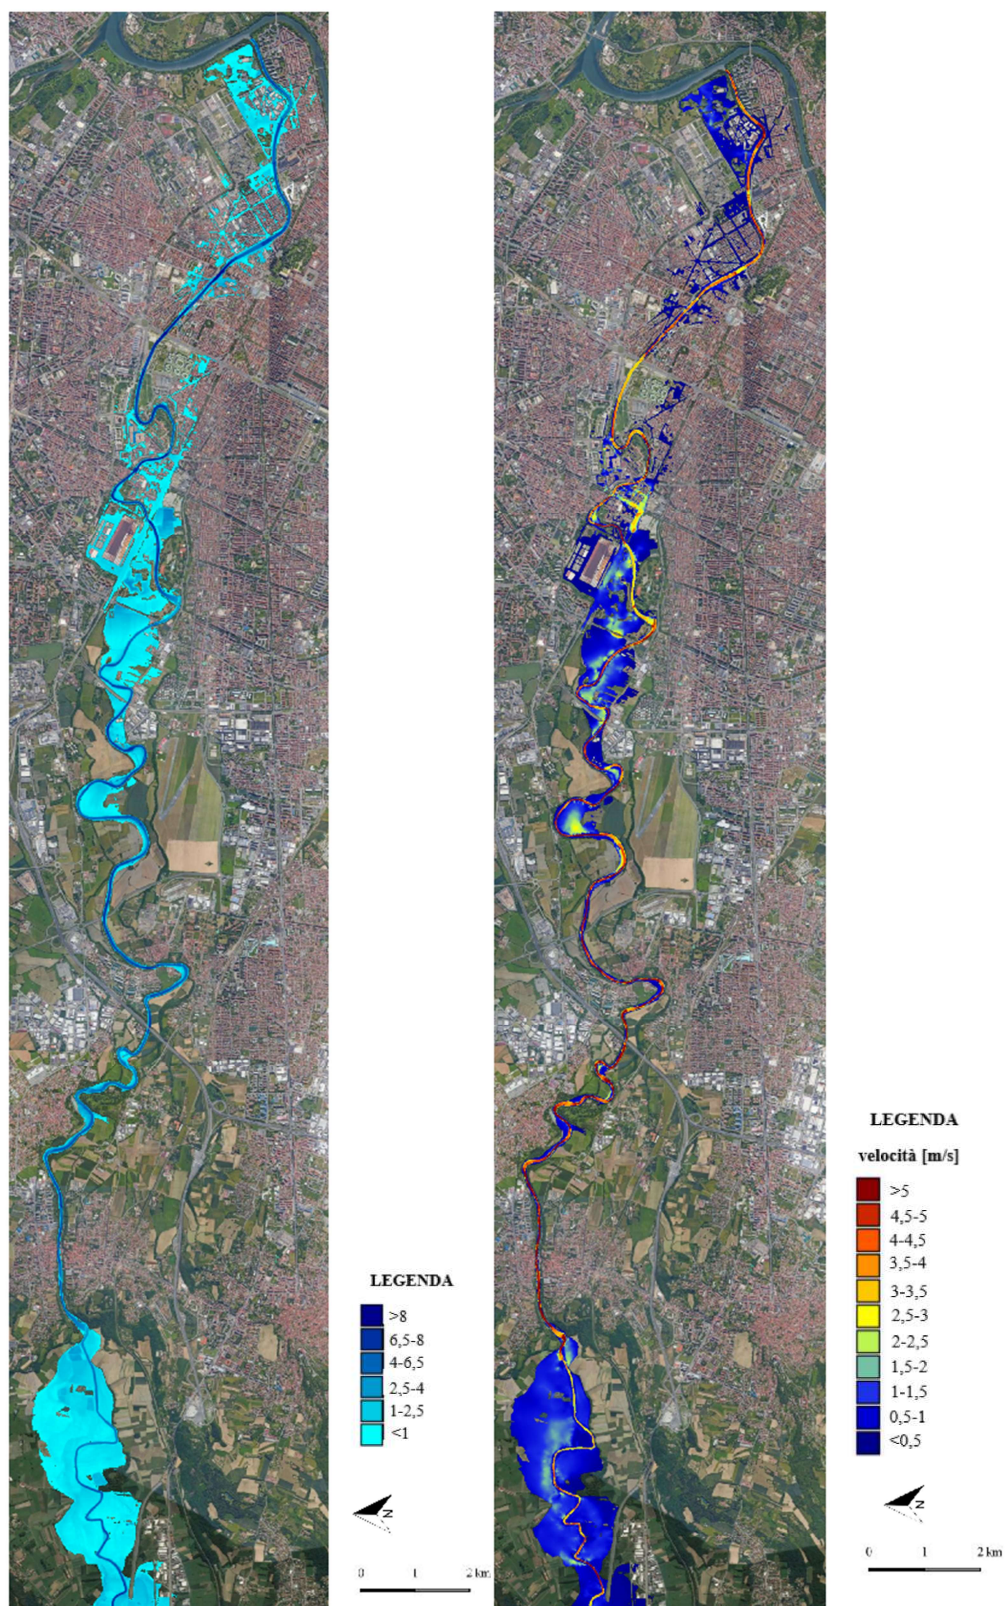 LEGENDA
>8
6,5-8
4-6,5
2,5-4
1-2,5
<1
N
0 1 2 km
LEGENDA
velocità [m/s]
>5
4,5-5
4-4,5
3,5-4
3-3,5
2,5-3
2-2,5
1,5-2
1-1,5
0,5-1
<0,5
N
0 1 2 km